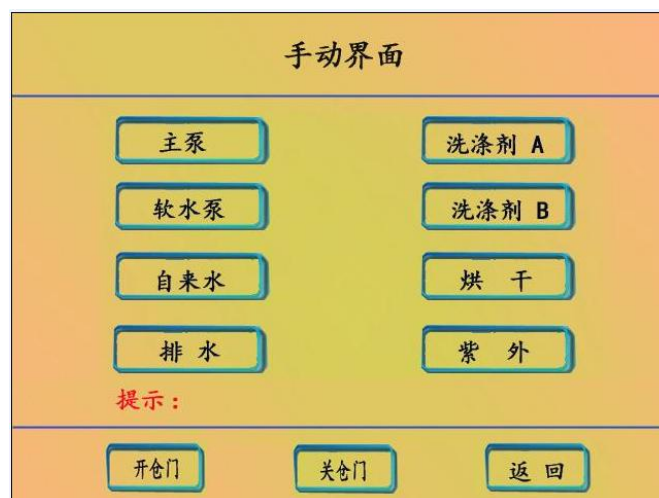 手动界面
主泵 洗涤剂 A
软水泵 洗涤剂 B
自来水 烘 干
排 水 紫 外
提示：
开仓门 关仓门 返 回